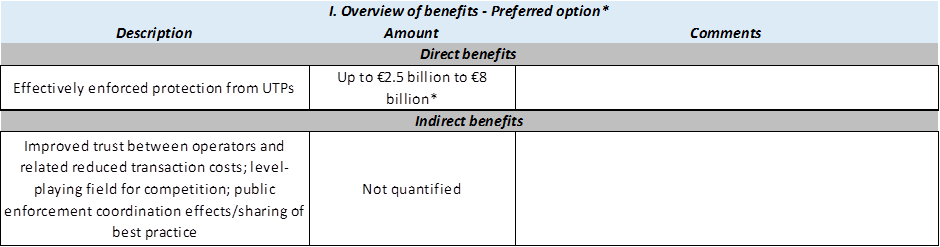 I. Overview of benefits - Preferred option*
Description Amount Comments
Direct benefits
Effectively enforced protection from UTPs
Up to €2.5 billion to €8
billion*
Indirect benefits
Improved trust between operators and
related reduced transaction costs; level-
playing field for competition; public
enforcement coordination effects/sharing of
best practice
Not quantified